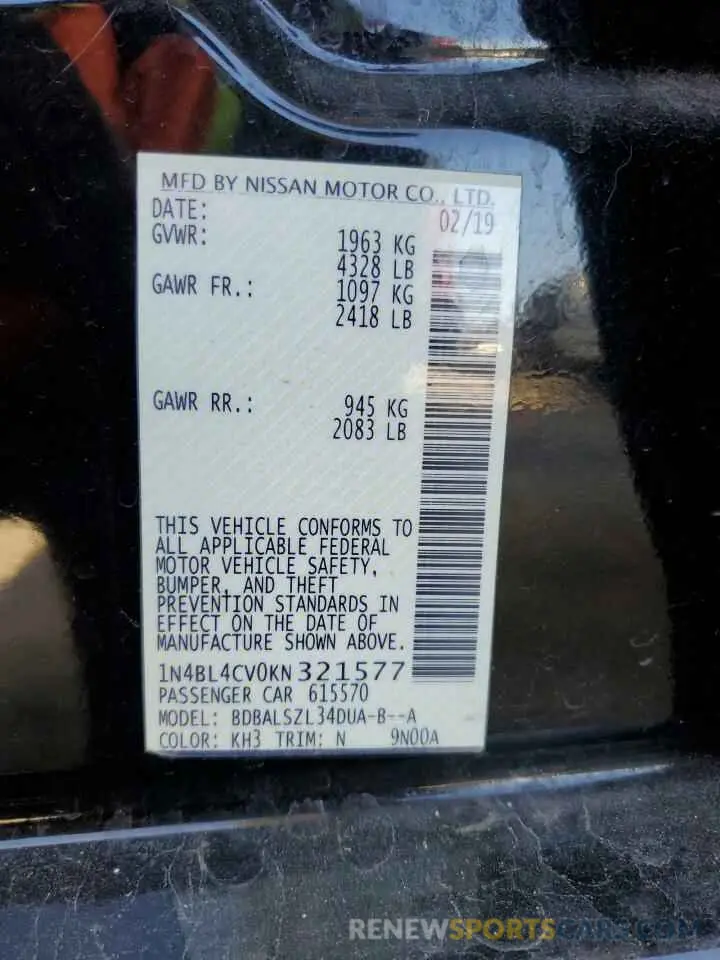 MFD BY NISSAN MOTOR CO., LTD.
DATE: 02/19
GVWR: 1963 KG
4328 LB
GAWR FR.: 1097 KG
2418 LB
GAWR RR.: 945 KG
2083 LB
THIS VEHICLE CONFORMS TO
ALL APPLICABLE FEDERAL
MOTOR VEHICLE SAFETY,
BUMPER, AND THEFT
PREVENTION STANDARDS IN
EFFECT ON THE DATE OF
MANUFACTURE SHOWN ABOVE.
1N4BL4CV0KN321577
PASSENGER CAR 615570
MODEL: BDBALSZL34DUA-B--A
COLOR: KH3 TRIM: N 9N00A
RENEWSPORTSCAR.COM